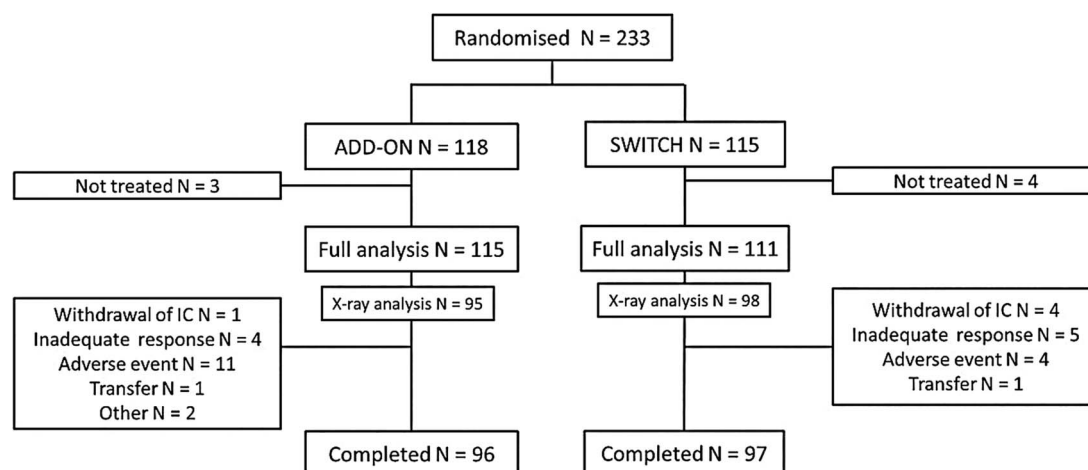 Randomised N = 233
ADD-ON N = 118
SWITCH N = 115
Not treated N = 3
Not treated N = 4
Full analysis N = 115
Full analysis N = 111
X-ray analysis N = 95
X-ray analysis N = 98
Withdrawal of IC N = 1
Inadequate response N = 4
Adverse event N = 11
Transfer N = 1
Other N = 2
Withdrawal of IC N = 4
Inadequate response N = 5
Adverse event N = 4
Transfer N = 1
Completed N = 96
Completed N = 97